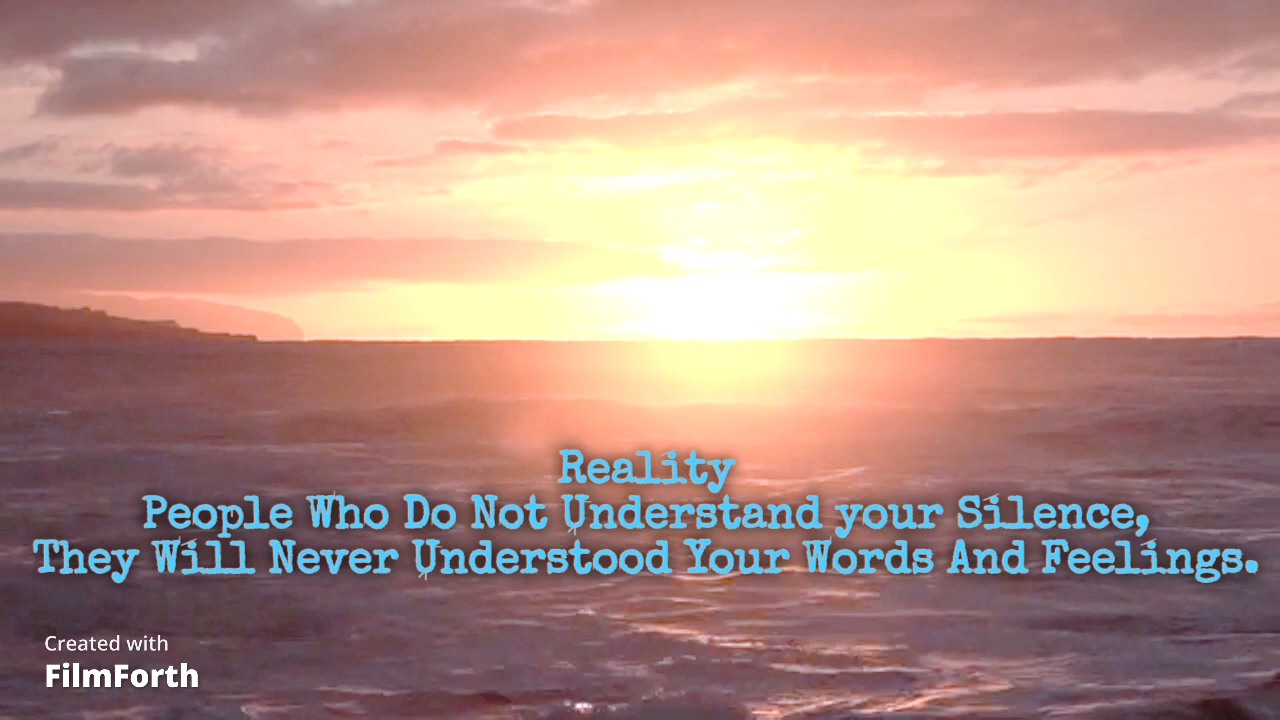 Reality
People Who Do Not Understand your Silence,
They Will Never Understood Your Words And Feelings.
Created with
FilmForth